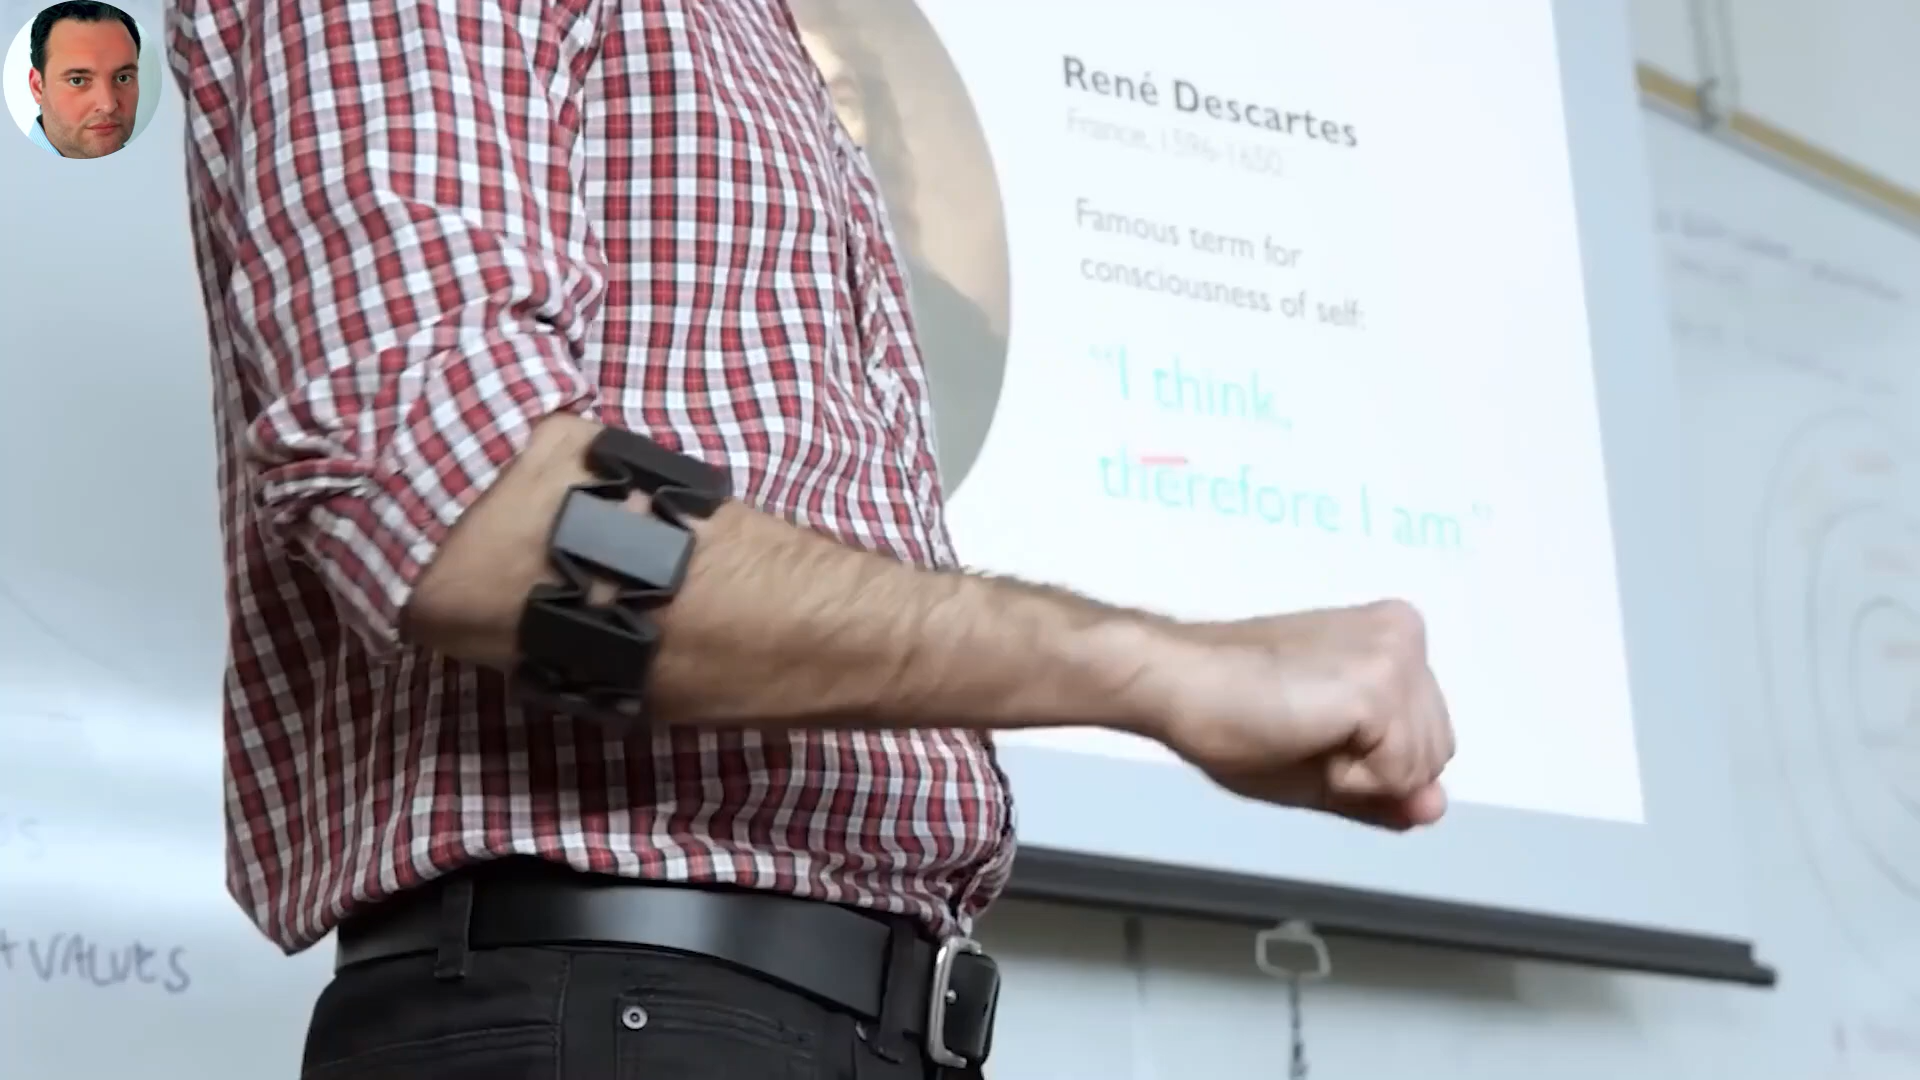 René Descartes
France, 1596-1650
Famous term for
consciousness of self:
“I think,
therefore I am.”
+ VALUES